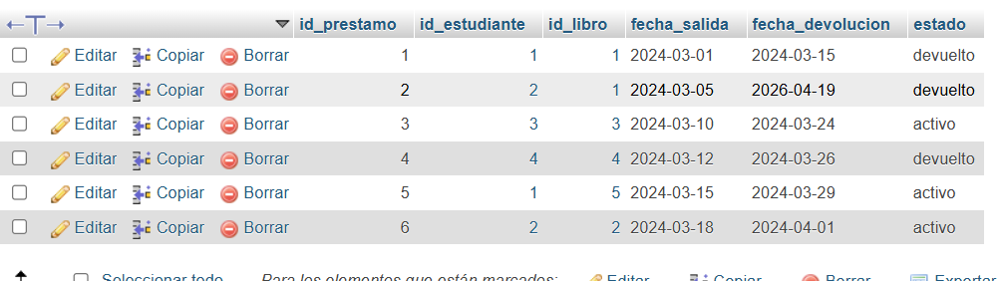 id_prestamo id_estudiante id_libro fecha_salida fecha_devolucion estado
Editar Copiar Borrar 1 1 1 2024-03-01 2024-03-15 devuelto
Editar Copiar Borrar 2 2 1 2024-03-05 2026-04-19 devuelto
Editar Copiar Borrar 3 3 3 2024-03-10 2024-03-24 activo
Editar Copiar Borrar 4 4 4 2024-03-12 2024-03-26 devuelto
Editar Copiar Borrar 5 1 5 2024-03-15 2024-03-29 activo
Editar Copiar Borrar 6 2 2 2024-03-18 2024-04-01 activo
Seleccionar todo Para los elementos que están marcados: Editar Copiar Borrar Exportar